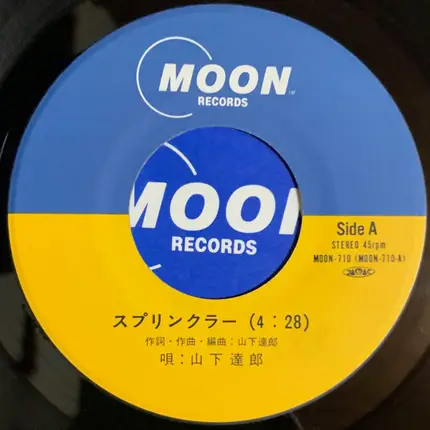 MOON
RECORDS
MOON
RECORDS
Side A
STEREO 45rpm
MOON-710 (MOON-710-A)
スプリンクラー (4：28)
作詞・作曲・編曲：山下達郎
唄：山下達郎